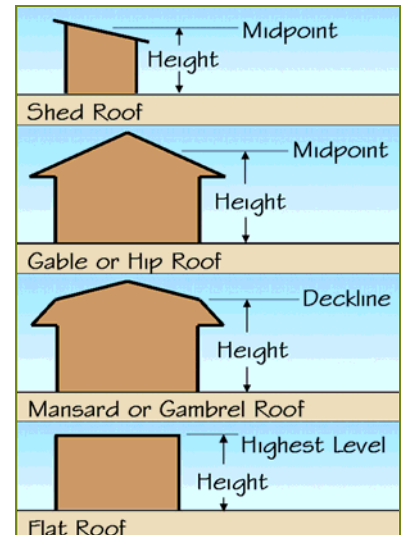 Midpoint
Height
Shed Roof
Midpoint
Height
Gable or Hip Roof
Deckline
Height
Mansard or Gambrel Roof
Highest Level
Height
Flat Roof